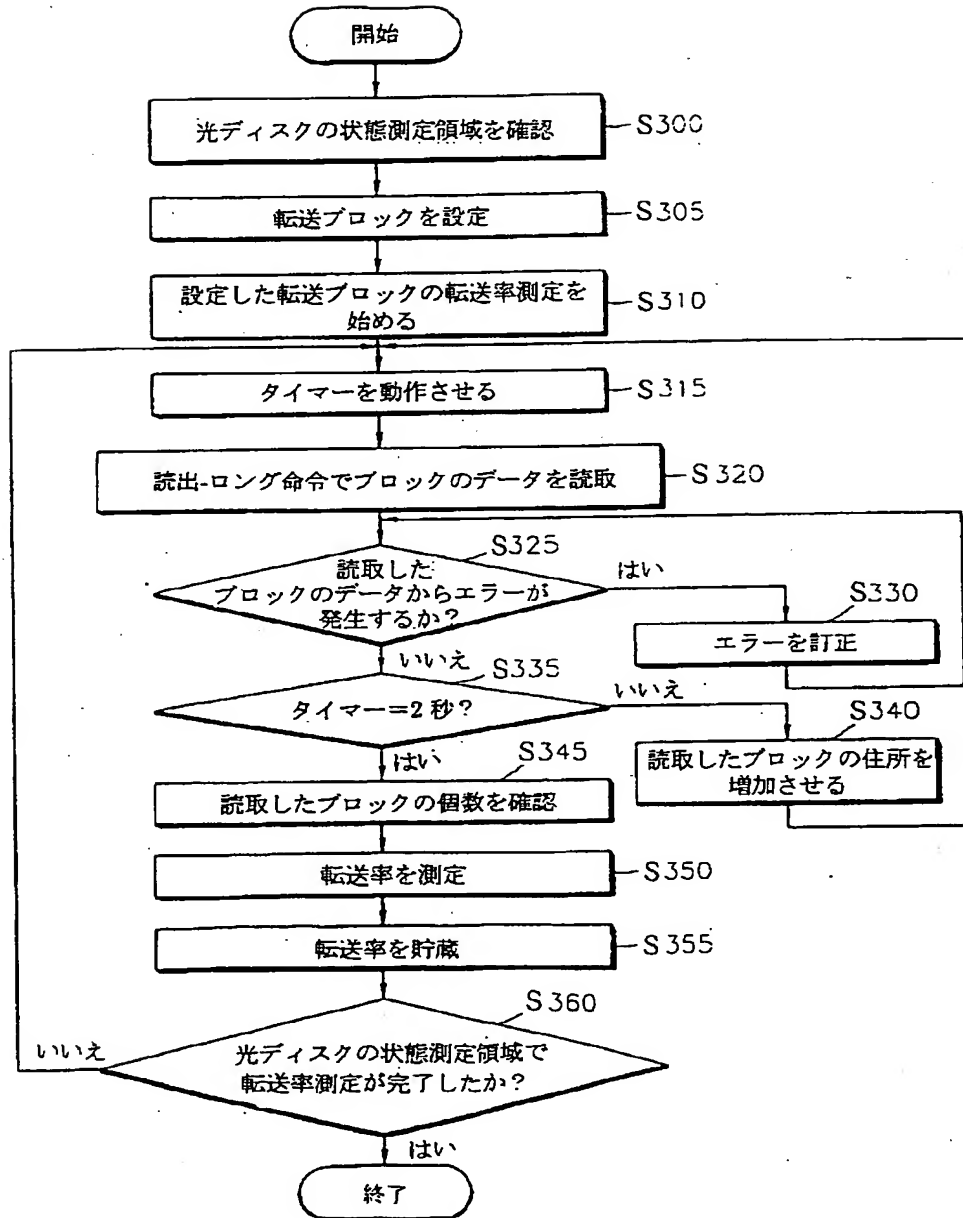 開始
光ディスクの状態測定領域を確認
S300
転送ブロックを設定
S305
設定した転送ブロックの転送率測定を
始める
S310
タイマーを動作させる
S315
読出-ロング命令でブロックのデータを読取
S320
S325
読取した
ブロックのデータからエラーが
発生するか?
はい
S330
エラーを訂正
いいえ
S335
タイマー=2秒?
いいえ
S340
読取したブロックの住所を
増加させる
はい
S345
読取したブロックの個数を確認
転送率を測定
S350
転送率を貯蔵
S355
S360
いいえ
光ディスクの状態測定領域で
転送率測定が完了したか?
はい
終了